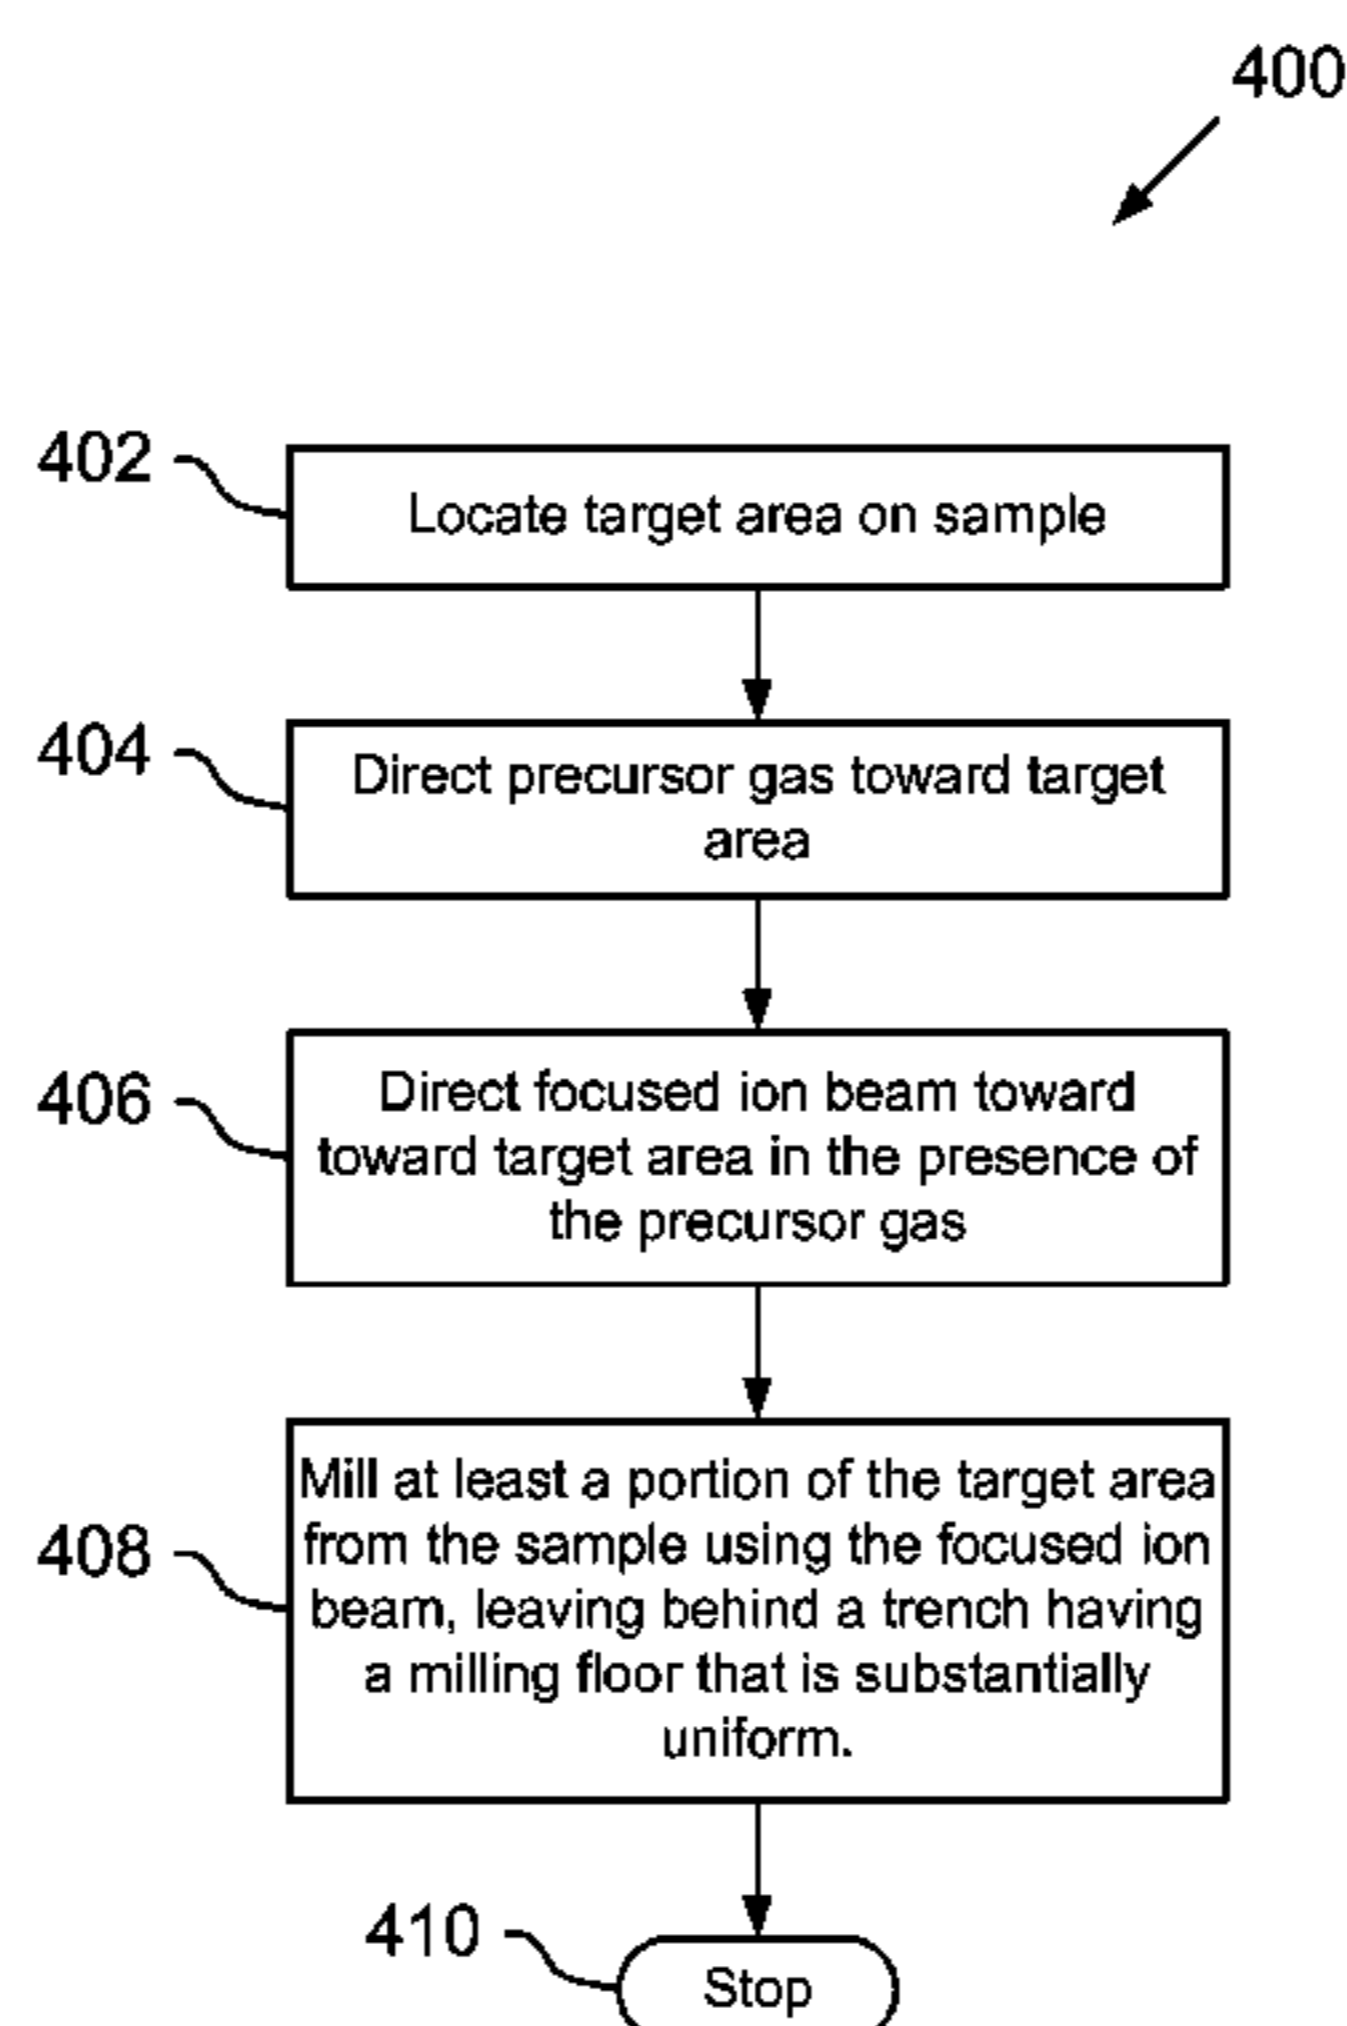 400
402
Locate target area on sample
404
Direct precursor gas toward target
area
406
Direct focused ion beam toward
toward target area in the presence of
the precursor gas
408
Mill at least a portion of the target area
from the sample using the focused ion
beam, leaving behind a trench having
a milling floor that is substantially
uniform.
410
Stop